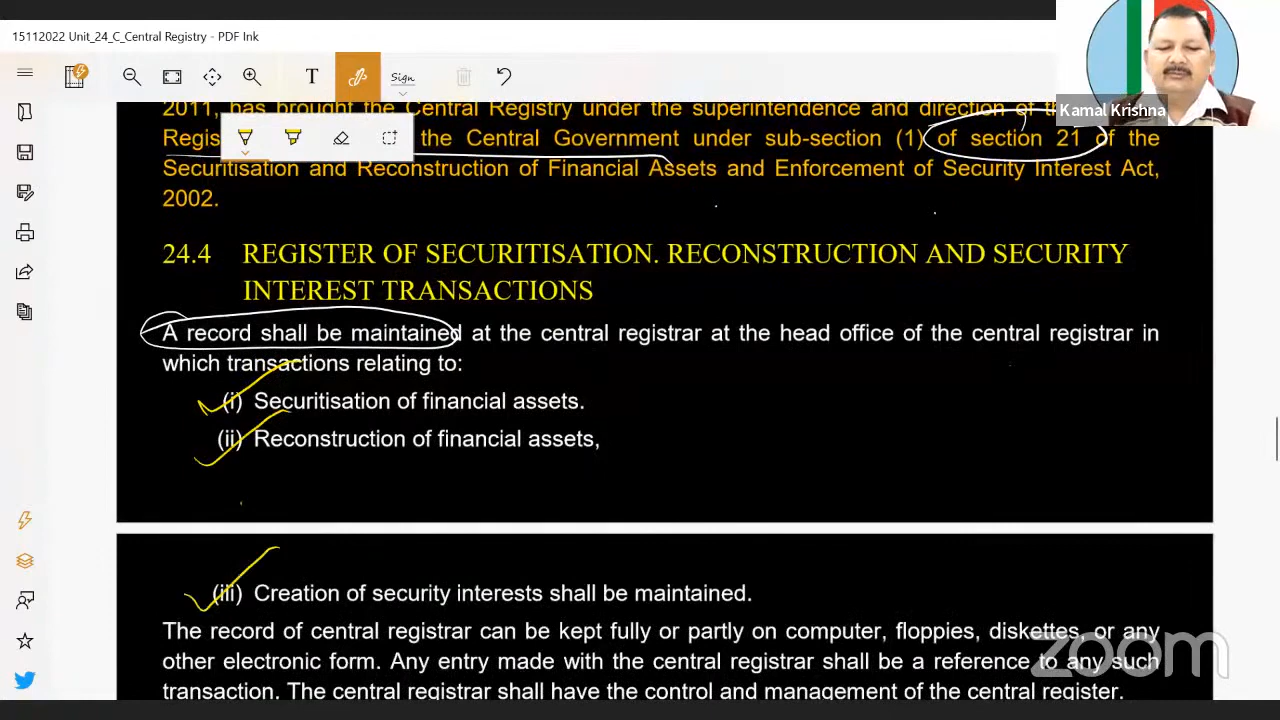 15112022 Unit_24_C_Central Registry - PDF Ink
Kamal Krishna
T
Sign
2011, has brought the Central Registry under the superintendence and direction of
the Central Government under sub-section (1) of section 21 of the
Securitisation and Reconstruction of Financial Assets and Enforcement of Security Interest Act,
2002.
24.4 REGISTER OF SECURITISATION. RECONSTRUCTION AND SECURITY
INTEREST TRANSACTIONS
A record shall be maintained at the central registrar at the head office of the central registrar in
which transactions relating to:
(i) Securitisation of financial assets.
(ii) Reconstruction of financial assets,
(iii) Creation of security interests shall be maintained.
The record of central registrar can be kept fully or partly on computer, floppies, diskettes, or any
other electronic form. Any entry made with the central registrar shall be a reference to any such
transaction. The central registrar shall have the control and management of the central register.
zoom